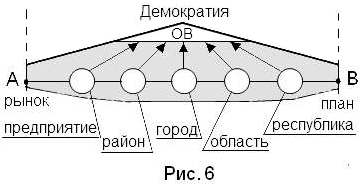 Демократия
ОВ
А В
рынок план
предприятие район город область республика
Рис. 6